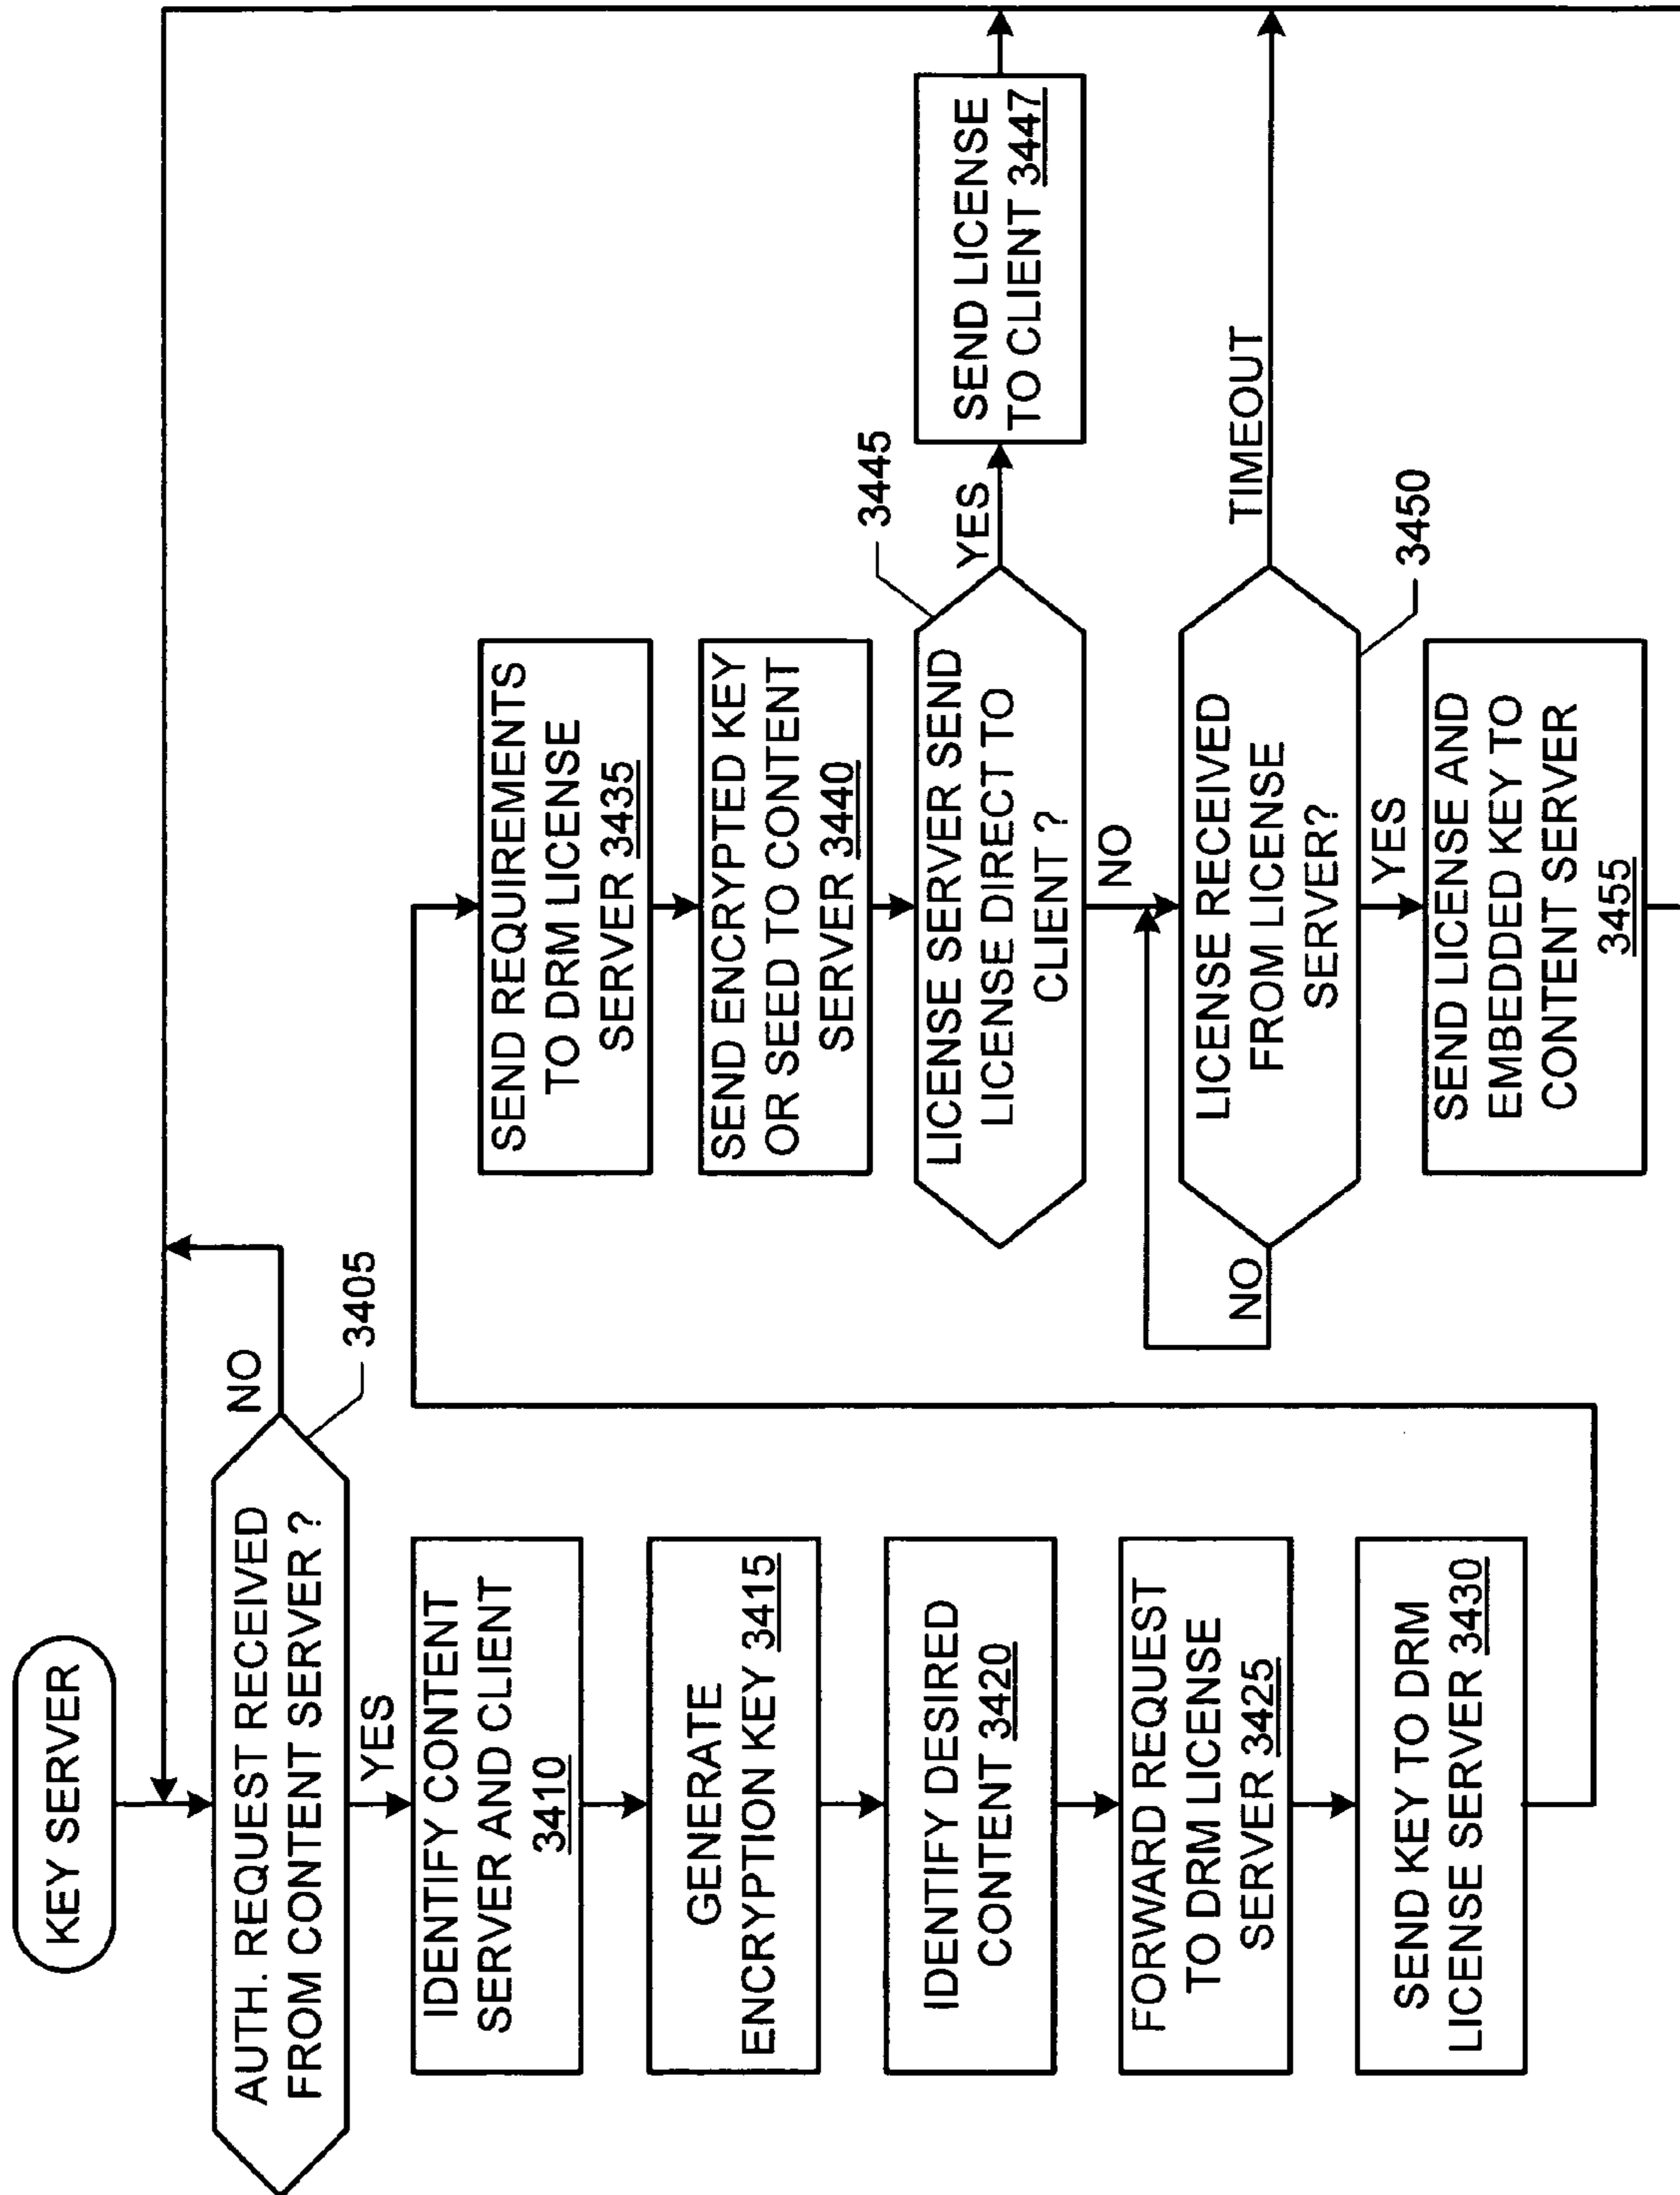 KEY SERVER
AUTH. REQUEST RECEIVED
FROM CONTENT SERVER ?
NO
3405
YES
IDENTIFY CONTENT
SERVER AND CLIENT
3410
GENERATE
ENCRYPTION KEY 3415
IDENTIFY DESIRED
CONTENT 3420
FORWARD REQUEST
TO DRM LICENSE
SERVER 3425
SEND KEY TO DRM
LICENSE SERVER 3430
SEND REQUIREMENTS
TO DRM LICENSE
SERVER 3435
SEND ENCRYPTED KEY
OR SEED TO CONTENT
SERVER 3440
LICENSE SERVER SEND
LICENSE DIRECT TO
CLIENT ?
3445
YES
SEND LICENSE
TO CLIENT 3447
NO
LICENSE RECEIVED
FROM LICENSE
SERVER?
NO
TIMEOUT
3450
YES
SEND LICENSE AND
EMBEDDED KEY TO
CONTENT SERVER
3455